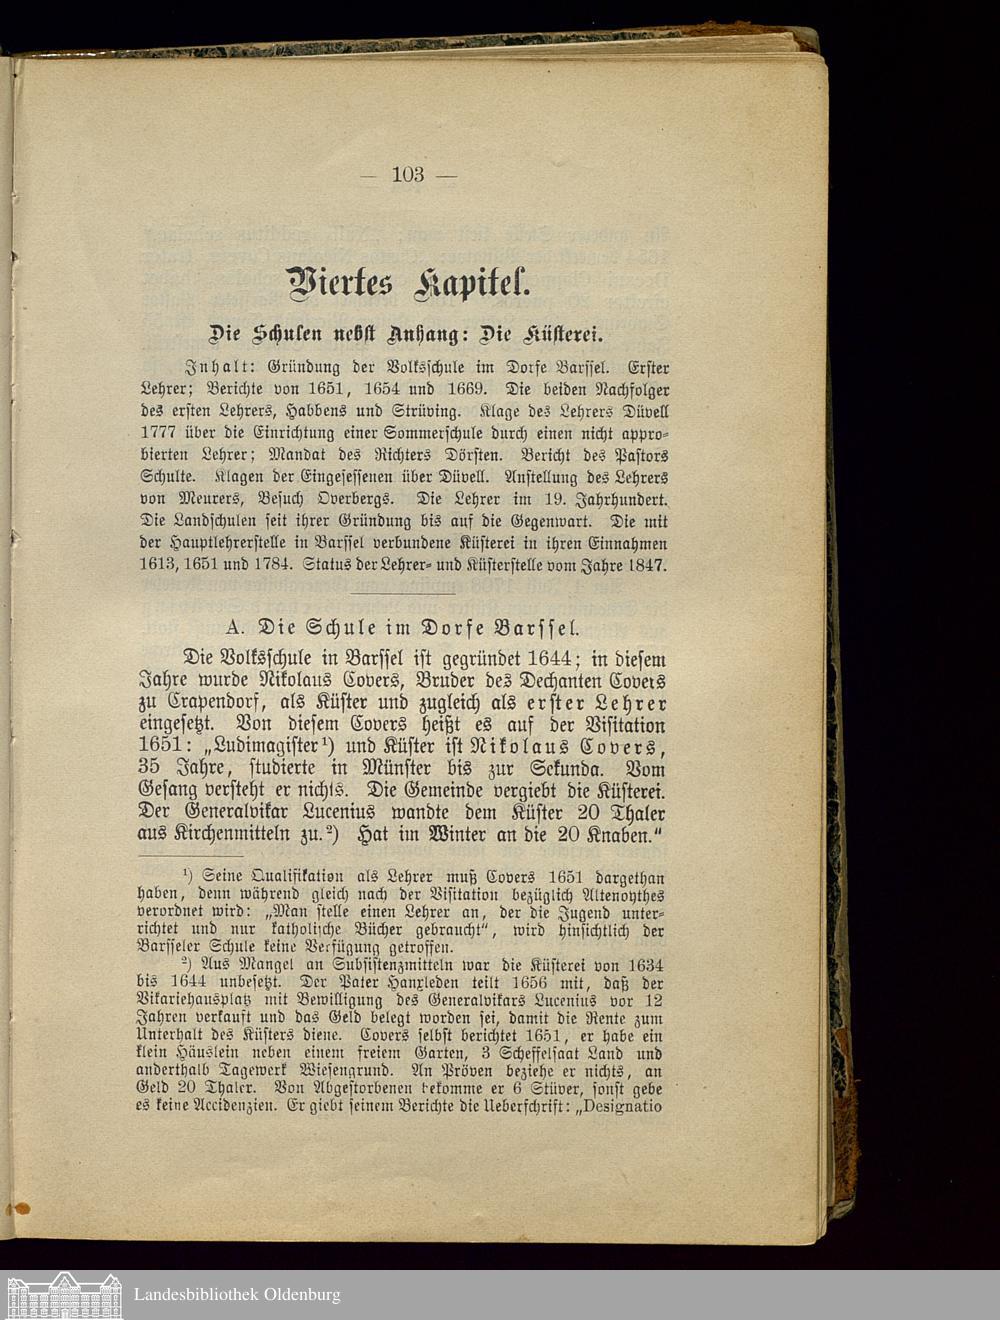 — 103 —
Viertes Kapitel.
Die Schulen nebst Anhang: Die Küsterei.
Inhalt: Gründung der Volksschule im Dorfe Barssel. Erster
Lehrer; Berichte von 1651, 1654 und 1669. Die beiden Nachfolger
des ersten Lehrers, Habbens und Strüving. Klage des Lehrers Düvell
1777 über die Einrichtung einer Sommerschule durch einen nicht appro-
bierten Lehrer; Mandat des Richters Dörsten. Bericht des Pastors
Schulte. Klagen der Eingesessenen über Düvell. Anstellung des Lehrers
von Meurers, Besuch Overbergs. Die Lehrer im 19. Jahrhundert.
Die Landschulen seit ihrer Gründung bis auf die Gegenwart. Die mit
der Hauptlehrerstelle in Barssel verbundene Küsterei in ihren Einnahmen
1613, 1651 und 1784. Status der Lehrer- und Küsterstelle vom Jahre 1847.
A. Die Schule im Dorfe Barssel.
Die Volksschule in Barssel ist gegründet 1644; in diesem
Jahre wurde Nikolaus Covers, Bruder des Dechanten Covers
zu Crapendorf, als Küster und zugleich als erster Lehrer
eingesetzt. Von diesem Covers heißt es auf der Visitation
1651: „Ludimagister¹) und Küster ist Nikolaus Covers,
35 Jahre, studierte in Münster bis zur Sekunda. Vom
Gesang versteht er nichts. Die Gemeinde vergiebt die Küsterei.
Der Generalvikar Lucenius wandte dem Küster 20 Thaler
aus Kirchenmitteln zu.²) Hat im Winter an die 20 Knaben.“
¹) Seine Qualifikation als Lehrer muß Covers 1651 dargethan
haben, denn während gleich nach der Visitation bezüglich Altenoythes
verordnet wird: „Man stelle einen Lehrer an, der die Jugend unter-
richtet und nur katholische Bücher gebraucht“, wird hinsichtlich der
Barsseler Schule keine Verfügung getroffen.
²) Aus Mangel an Subsistenzmitteln war die Küsterei von 1634
bis 1644 unbesetzt. Der Pater Hanxleden teilt 1656 mit, daß der
Vikariehausplatz mit Bewilligung des Generalvikars Lucenius vor 12
Jahren verkauft und das Geld belegt worden sei, damit die Rente zum
Unterhalt des Küsters diene. Covers selbst berichtet 1651, er habe ein
klein Häuslein neben einem freiem Garten, 3 Scheffelsaat Land und
anderthalb Tagewerk Wiesengrund. An Pröven beziehe er nichts, an
Geld 20 Thaler. Von Abgestorbenen bekomme er 6 Stüver, sonst gebe
es keine Accidenzien. Er giebt seinem Berichte die Ueberschrift: „Designatio
Landesbibliothek Oldenburg